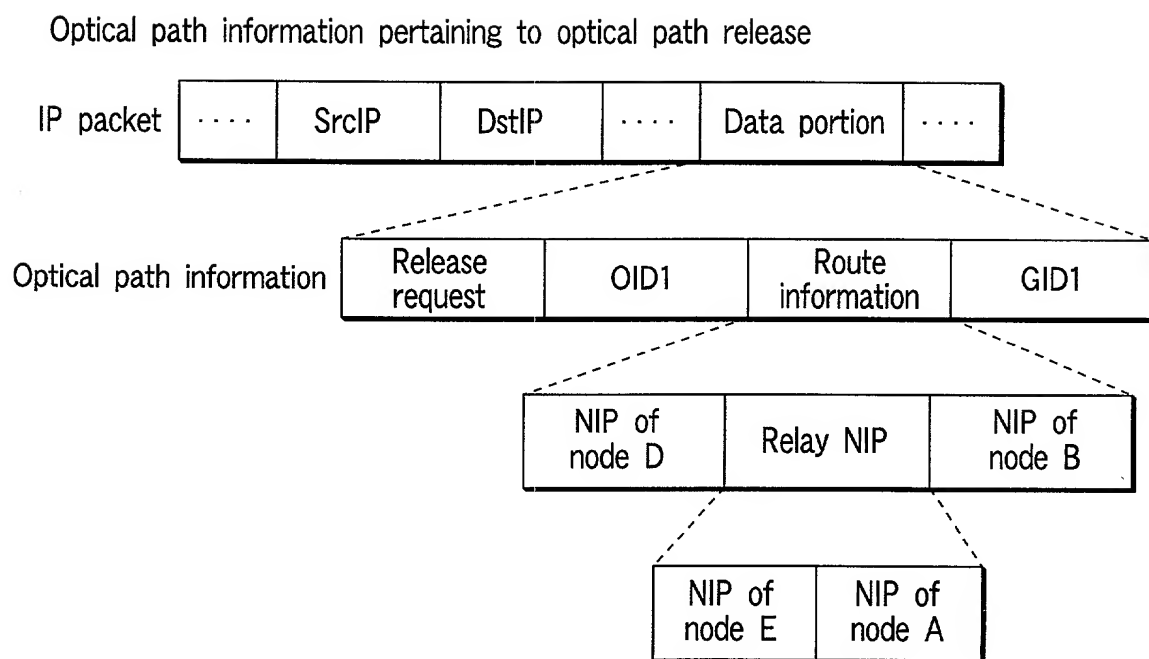 Optical path information pertaining to optical path release
IP packet
.... SrcIP DstIP .... Data portion ....
Optical path information
Release
request
OID1
Route
information
GID1
NIP of
node D
Relay NIP
NIP of
node B
NIP of
node E
NIP of
node A